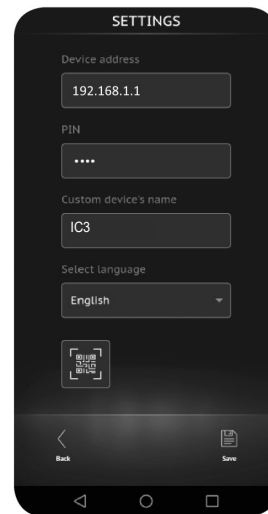 SETTINGS
Device address
192.168.1.1
PIN
••••
Custom device's name
IC3
Select language
English
Back
Save